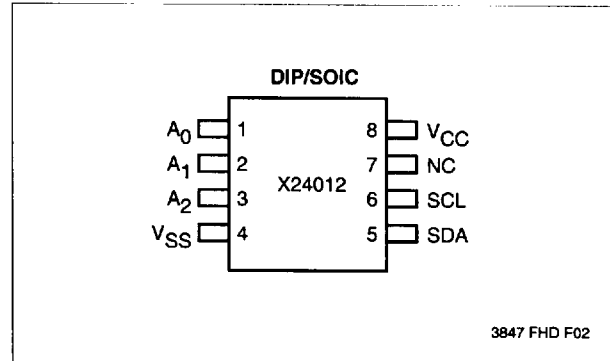 DIP/SOIC
A0 1 8 VCC
A1 2 7 NC
X24012
A2 3 6 SCL
VSS 4 5 SDA
3847 FHD F02